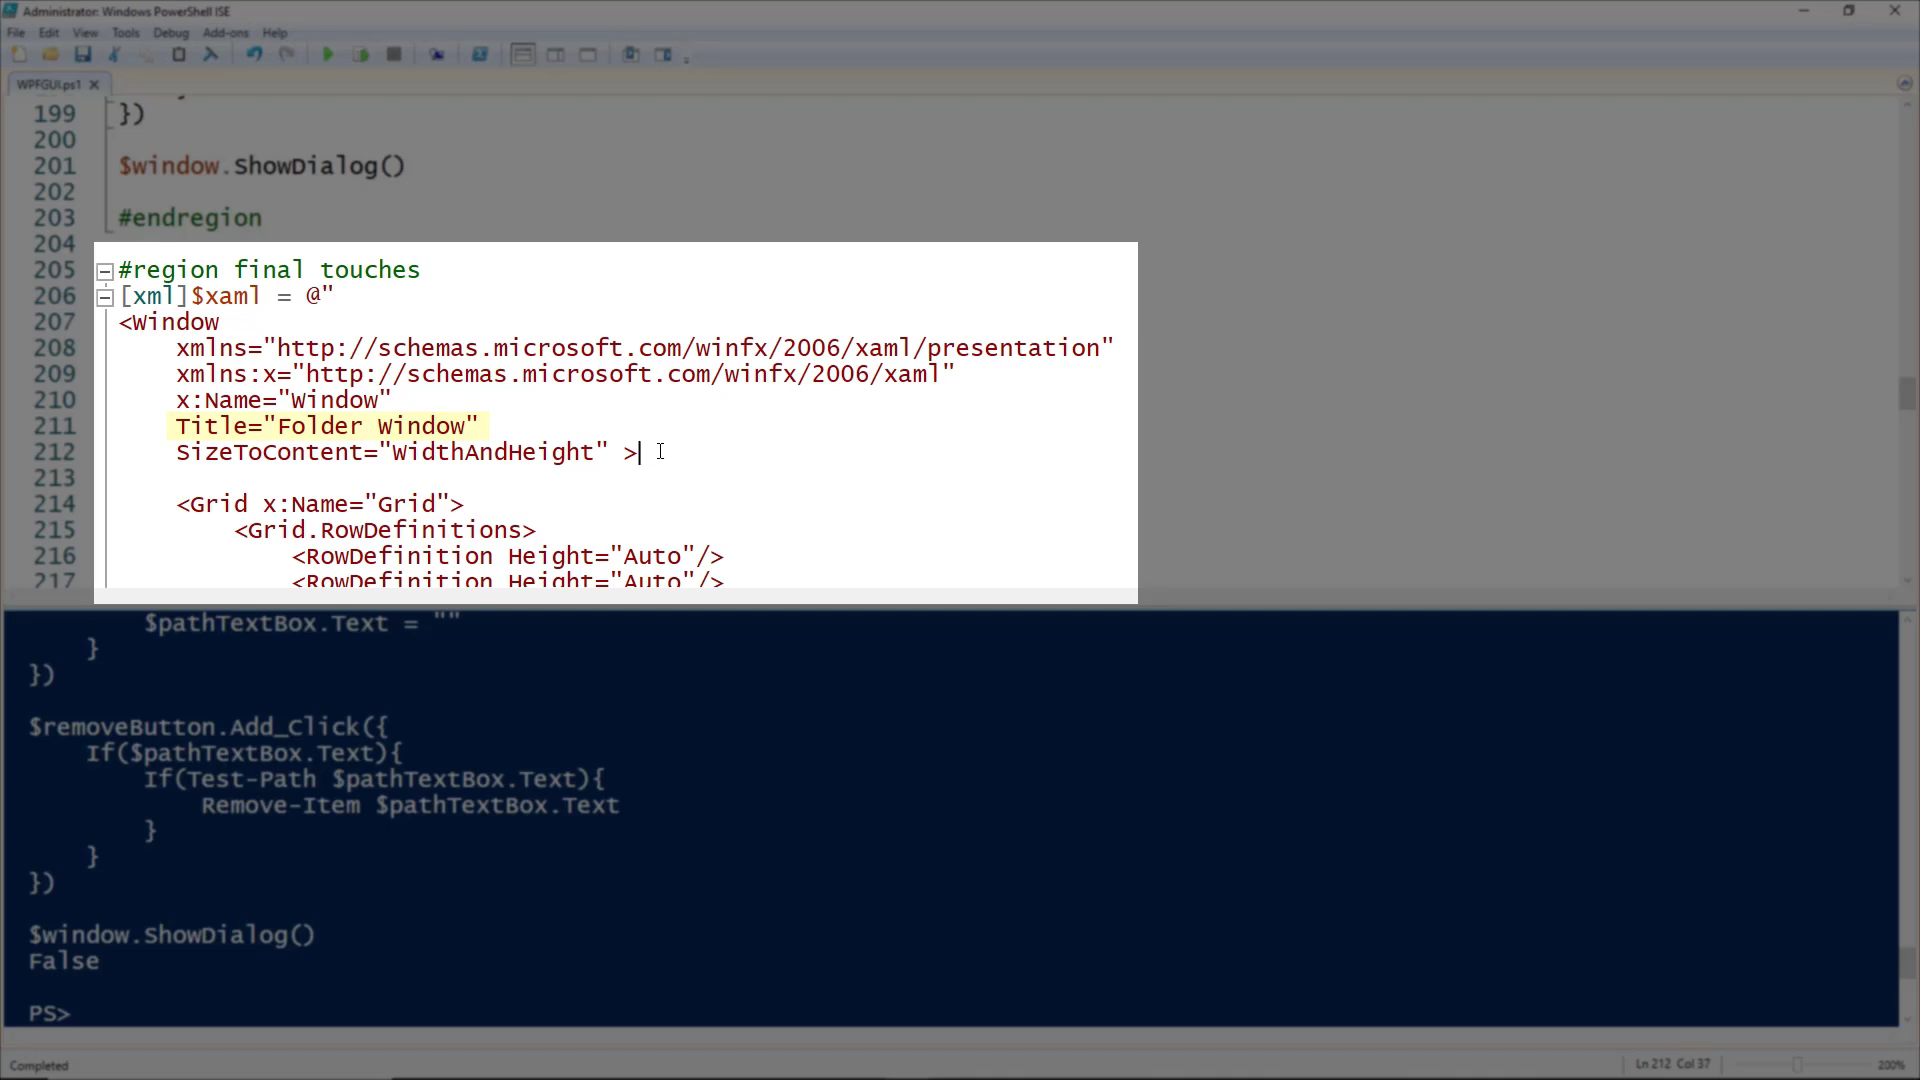 Administrator: Windows PowerShell ISE
File Edit View Tools Debug Add-ons Help
WPFGUI.ps1
199 })
200
201 $window.ShowDialog()
202
203 #endregion
204
205 #region final touches
206 [xml]$xaml = @"
207 <Window
208 xmlns="http://schemas.microsoft.com/winfx/2006/xaml/presentation"
209 xmlns:x="http://schemas.microsoft.com/winfx/2006/xaml"
210 x:Name="Window"
211 Title="Folder Window"
212 SizeToContent="WidthAndHeight" >
213
214 <Grid x:Name="Grid">
215 <Grid.RowDefinitions>
216 <RowDefinition Height="Auto"/>
217 <RowDefinition Height="Auto"/>
$pathTextBox.Text = ""
}
})
$removeButton.Add_Click({
If($pathTextBox.Text){
If(Test-Path $pathTextBox.Text){
Remove-Item $pathTextBox.Text
}
}
})
$window.ShowDialog()
False
PS>
Completed
Ln 212 Col 37
200%